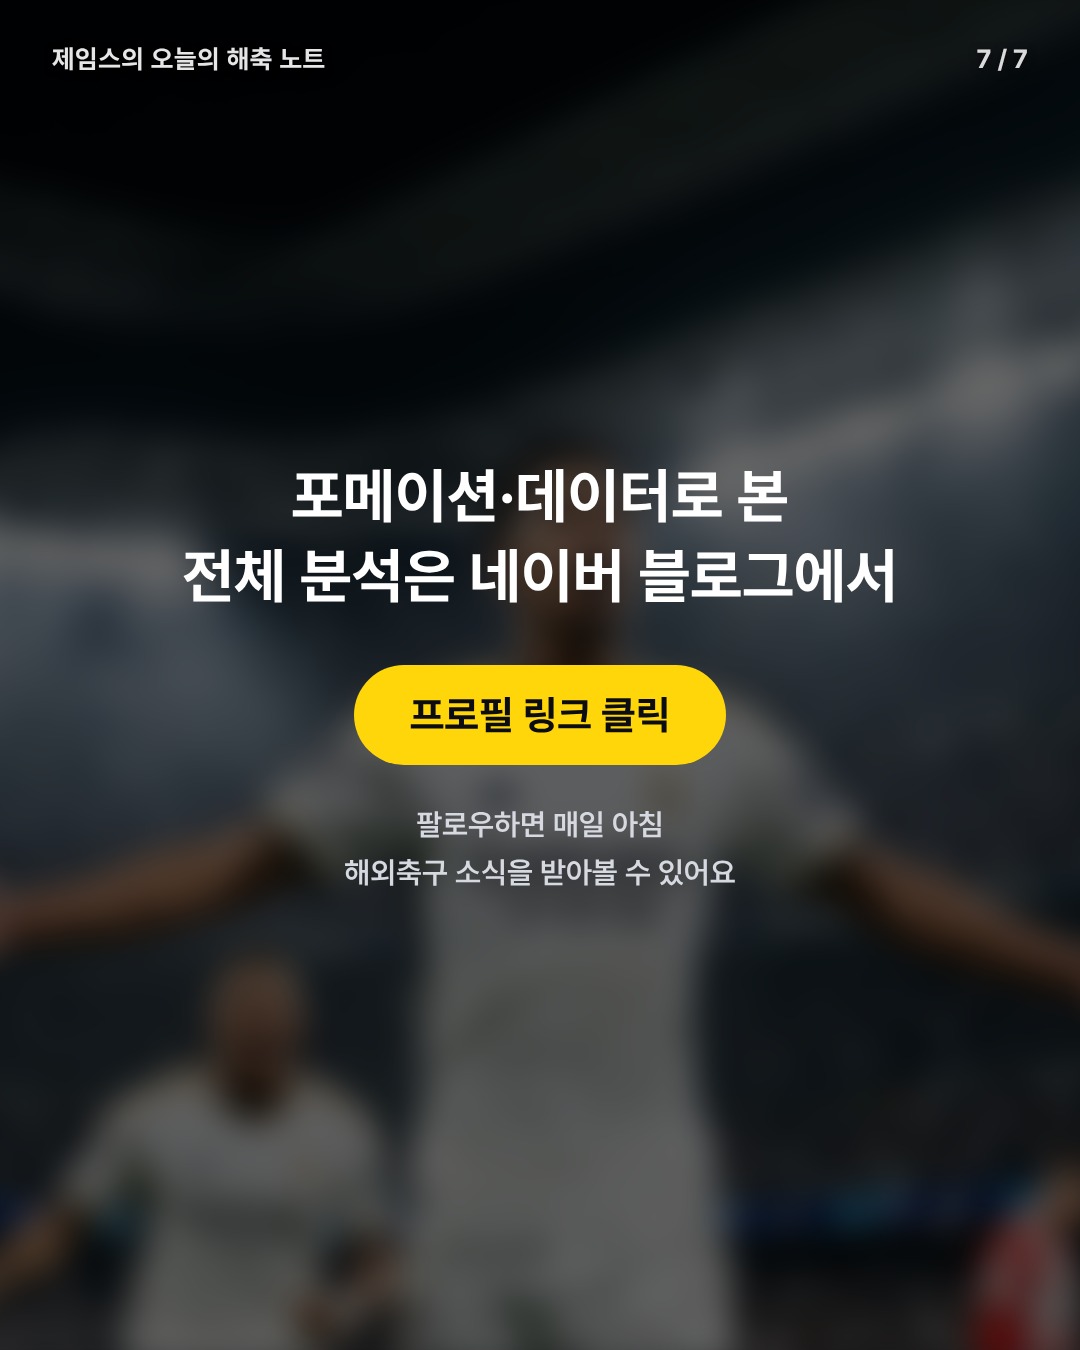 제임스의 오늘의 해축 노트
7 / 7
포메이션·데이터로 본
전체 분석은 네이버 블로그에서
프로필 링크 클릭
팔로우하면 매일 아침
해외축구 소식을 받아볼 수 있어요